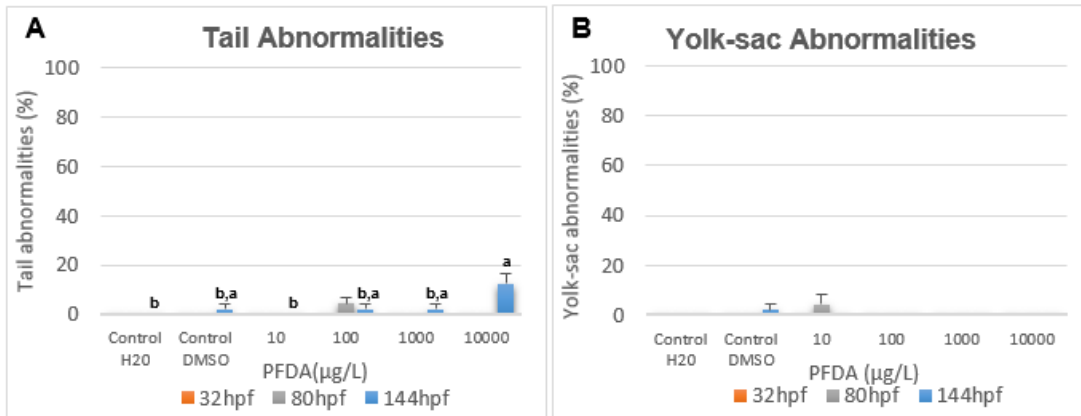 A
Tail Abnormalities
Tail abnormalities (%)
100
80
60
40
20
0
b
b,a
b
b,a
b,a
a
Control H20
Control DMSO
10
100
1000
10000
PFDA(µg/L)
32hpf
80hpf
144hpf
B
Yolk-sac Abnormalities
Yolk-sac abnormalities (%)
100
80
60
40
20
0
Control H20
Control DMSO
10
100
1000
10000
PFDA (µg/L)
32hpf
80hpf
144hpf